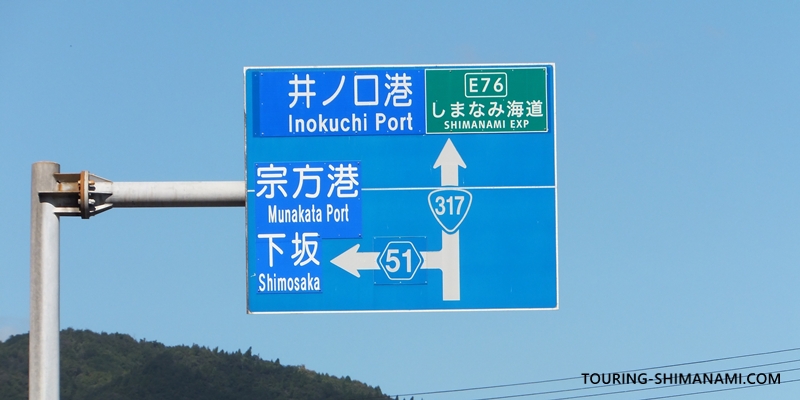 井ノ口港
Inokuchi Port
E76
しまなみ海道
SHIMANAMI EXP
宗方港
Munakata Port
317
下坂
Shimosaka
51
TOURING-SHIMANAMI.COM